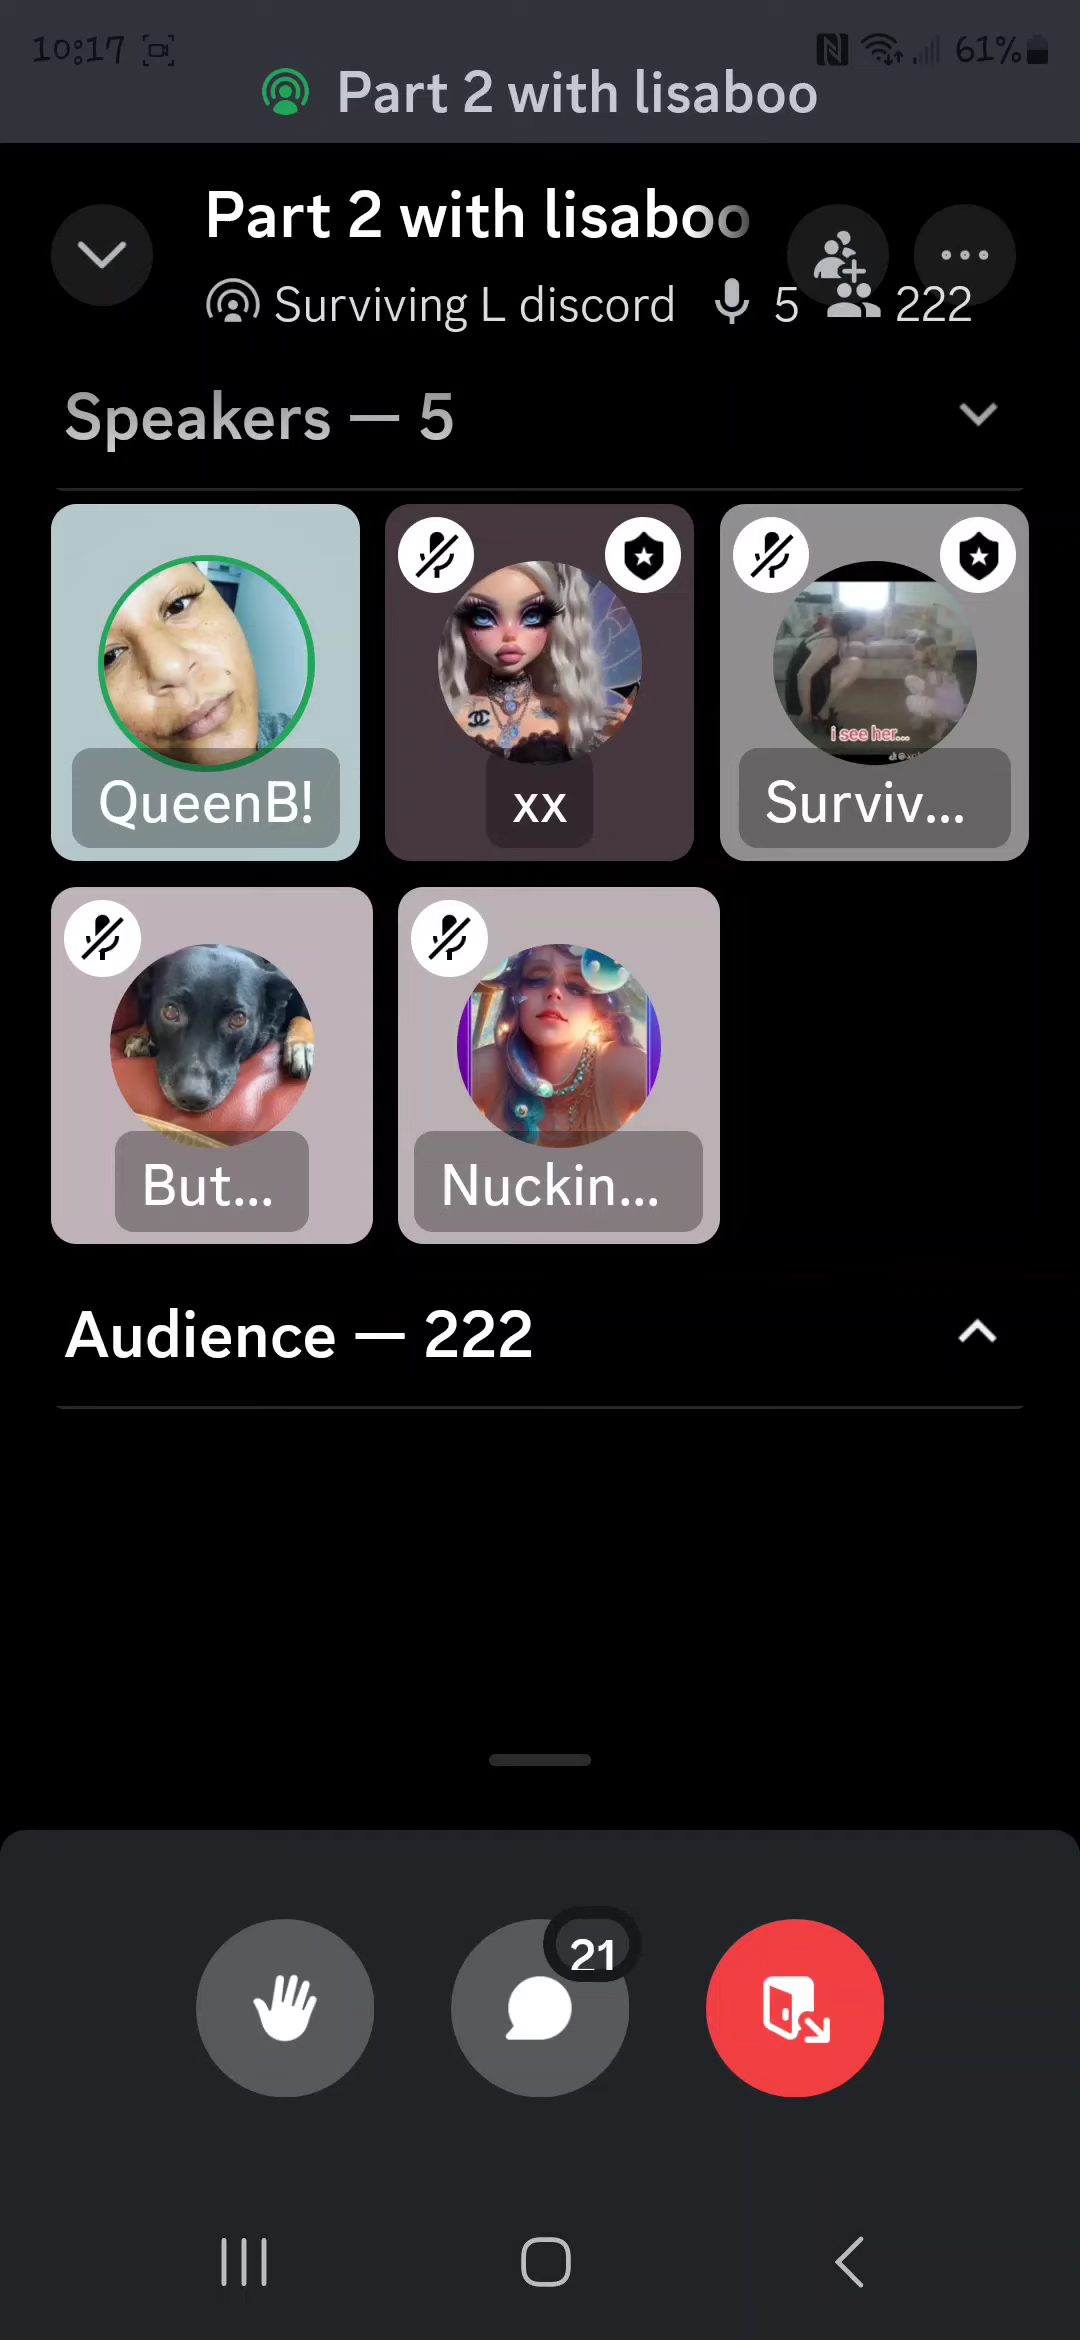 10:17 61%
Part 2 with lisaboo
Part 2 with lisaboo
Surviving L discord 5 222
Speakers — 5
i see her...
QueenB! xx Surviv...
But... Nuckin...
Audience — 222
21